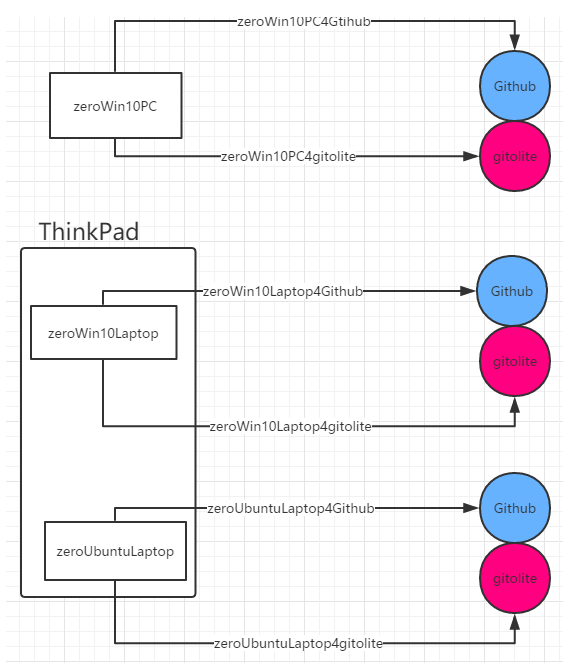 zeroWin10PC4Gtihub
Github
zeroWin10PC
zeroWin10PC4gitolite
gitolite
ThinkPad
zeroWin10Laptop4Github
Github
zeroWin10Laptop
gitolite
zeroWin10Laptop4gitolite
zeroUbuntuLaptop4Github
Github
zeroUbuntuLaptop
gitolite
zeroUbuntuLaptop4gitolite